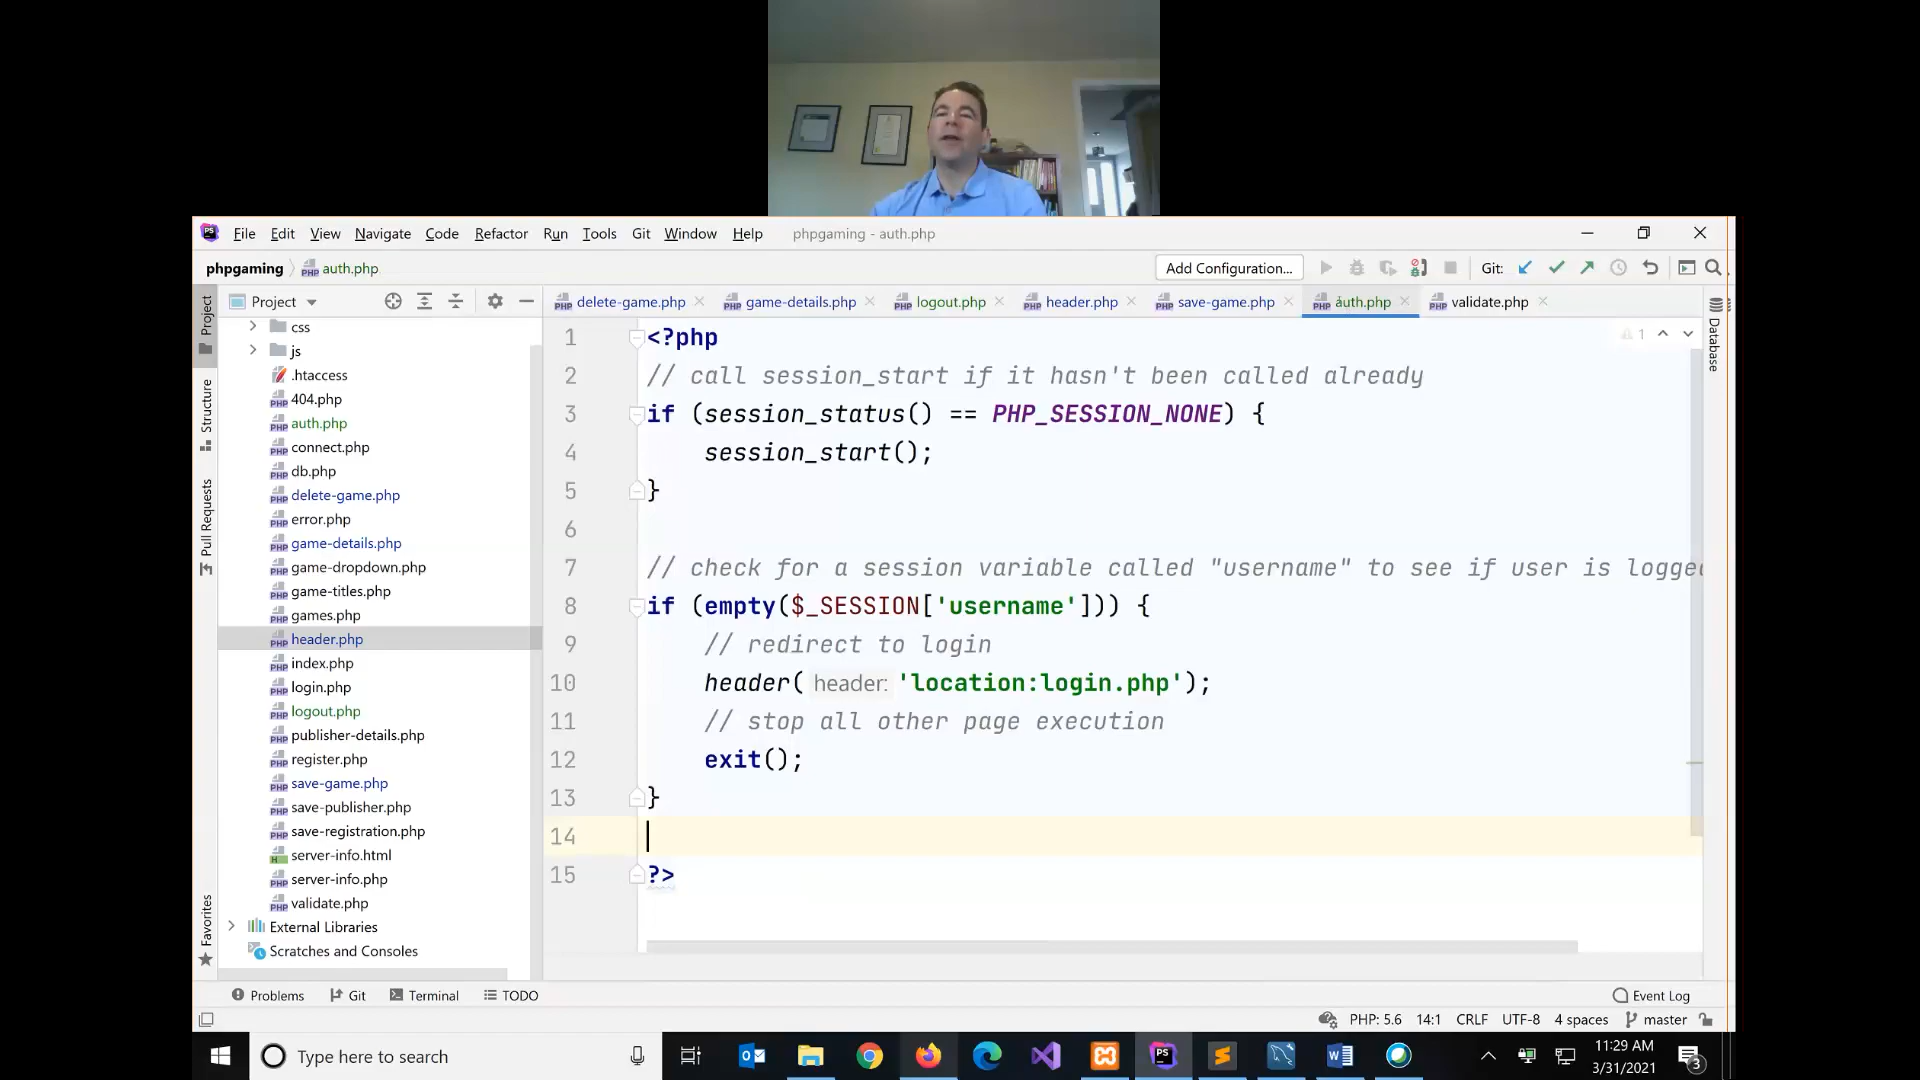 File Edit View Navigate Code Refactor Run Tools Git Window Help phpgaming - auth.php
phpgaming auth.php Add Configuration... Git:
Project delete-game.php game-details.php logout.php header.php save-game.php auth.php validate.php
css
js
.htaccess
404.php
auth.php
connect.php
db.php
delete-game.php
error.php
game-details.php
game-dropdown.php
game-titles.php
games.php
header.php
index.php
login.php
logout.php
publisher-details.php
register.php
save-game.php
save-publisher.php
save-registration.php
server-info.html
server-info.php
validate.php
External Libraries
Scratches and Consoles
Project
Structure
Pull Requests
Favorites
1 <?php
2 // call session_start if it hasn't been called already
3 if (session_status() == PHP_SESSION_NONE) {
4 session_start();
5 }
6
7 // check for a session variable called "username" to see if user is logge
8 if (empty($_SESSION['username'])) {
9 // redirect to login
10 header( header: 'location:login.php');
11 // stop all other page execution
12 exit();
13 }
14
15 ?>
1
Database
Problems Git Terminal TODO Event Log
PHP: 5.6 14:1 CRLF UTF-8 4 spaces master
Type here to search
11:29 AM
3/31/2021
3